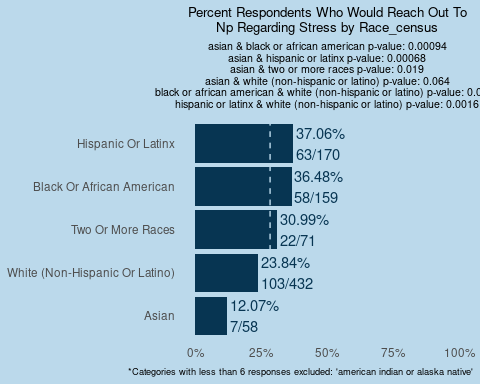 Percent Respondents Who Would Reach Out To
Np Regarding Stress by Race_census
asian & black or african american p-value: 0.00094
asian & hispanic or latinx p-value: 0.00068
asian & two or more races p-value: 0.019
asian & white (non-hispanic or latino) p-value: 0.064
black or african american & white (non-hispanic or latino) p-value: 0.0
hispanic or latinx & white (non-hispanic or latino) p-value: 0.0016
Hispanic Or Latinx
37.06%
63/170
Black Or African American
36.48%
58/159
Two Or More Races
30.99%
22/71
White (Non-Hispanic Or Latino)
23.84%
103/432
Asian
12.07%
7/58
0% 25% 50% 75% 100%
*Categories with less than 6 responses excluded: 'american indian or alaska native'